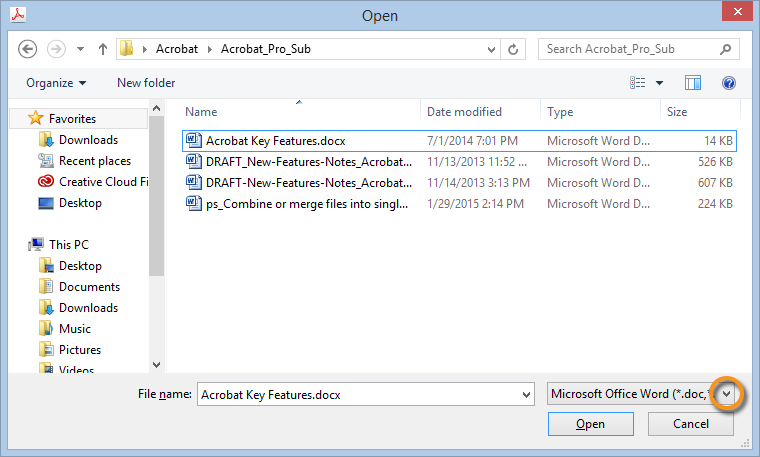 Open
Acrobat Acrobat_Pro_Sub Search Acrobat_Pro_Sub
Organize New folder
Name Date modified Type Size
Favorites
Downloads
Recent places
Creative Cloud Fi
Desktop
This PC
Desktop
Documents
Downloads
Music
Pictures
Videos
Acrobat Key Features.docx 7/1/2014 7:01 PM Microsoft Word D... 14 KB
DRAFT_New-Features-Notes_Acrobat... 11/13/2013 11:52 ... Microsoft Word D... 526 KB
DRAFT-New-Features-Notes_Acrobat... 11/14/2013 3:13 PM Microsoft Word D... 607 KB
ps_Combine or merge files into singl... 1/29/2015 2:14 PM Microsoft Word D... 224 KB
File name: Acrobat Key Features.docx Microsoft Office Word (*.doc,*
Open Cancel